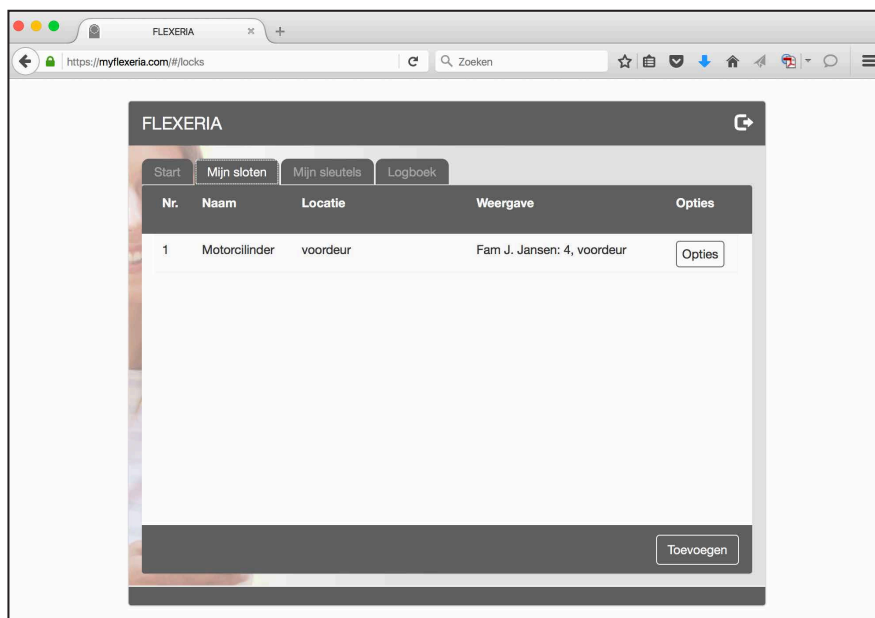 FLEXERIA
https://myflexeria.com/#/locks
Zoeken
FLEXERIA
Start Mijn sloten Mijn sleutels Logboek
Nr. Naam Locatie Weergave Opties
1 Motorcilinder voordeur Fam J. Jansen: 4, voordeur Opties
Toevoegen